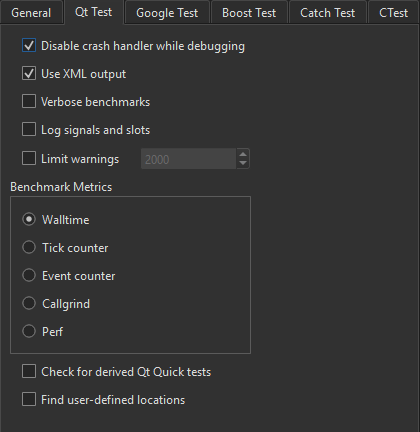 General Qt Test Google Test Boost Test Catch Test CTest
Disable crash handler while debugging
Use XML output
Verbose benchmarks
Log signals and slots
Limit warnings 2000
Benchmark Metrics
Walltime
Tick counter
Event counter
Callgrind
Perf
Check for derived Qt Quick tests
Find user-defined locations